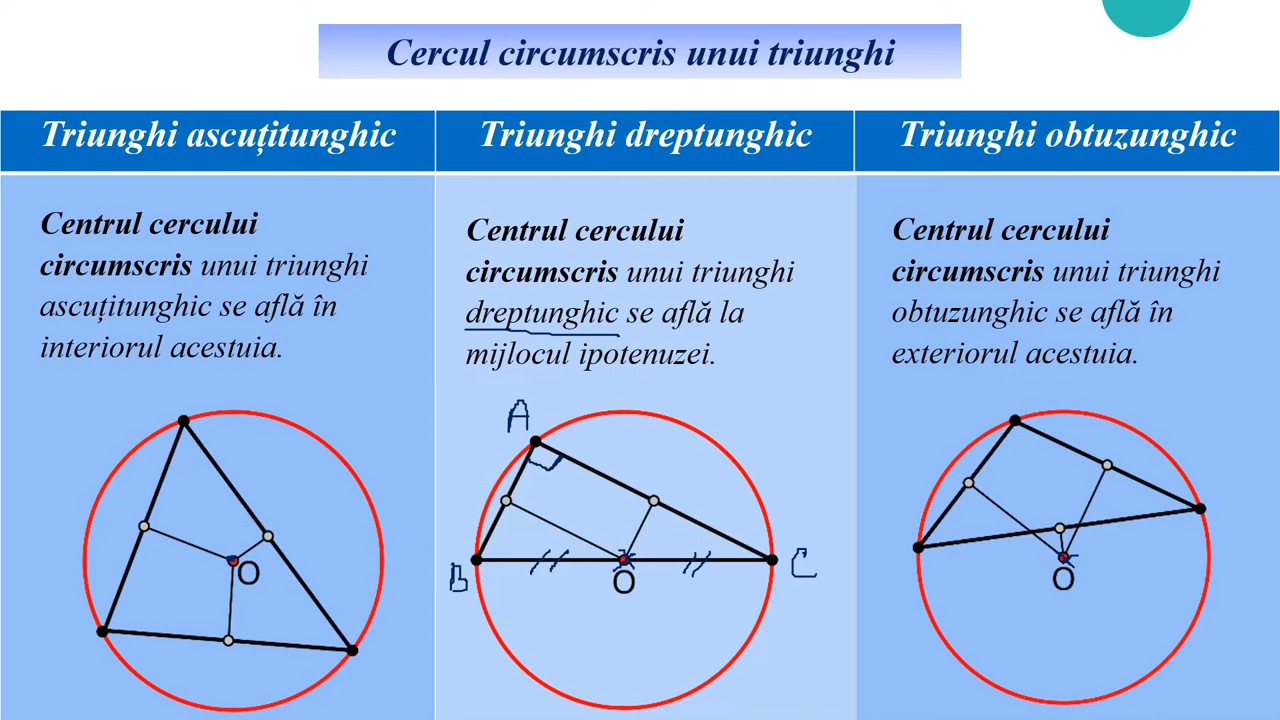 Cercul circumscris unui triunghi
Triunghi ascuțitunghic
Triunghi dreptunghic
Triunghi obtuzunghic
Centrul cercului
circumscris unui triunghi
ascuțitunghic se află în
interiorul acestuia.
Centrul cercului
circumscris unui triunghi
dreptunghic se află la
mijlocul ipotenuzei.
Centrul cercului
circumscris unui triunghi
obtuzunghic se află în
exteriorul acestuia.
O
A
B
O
C
O